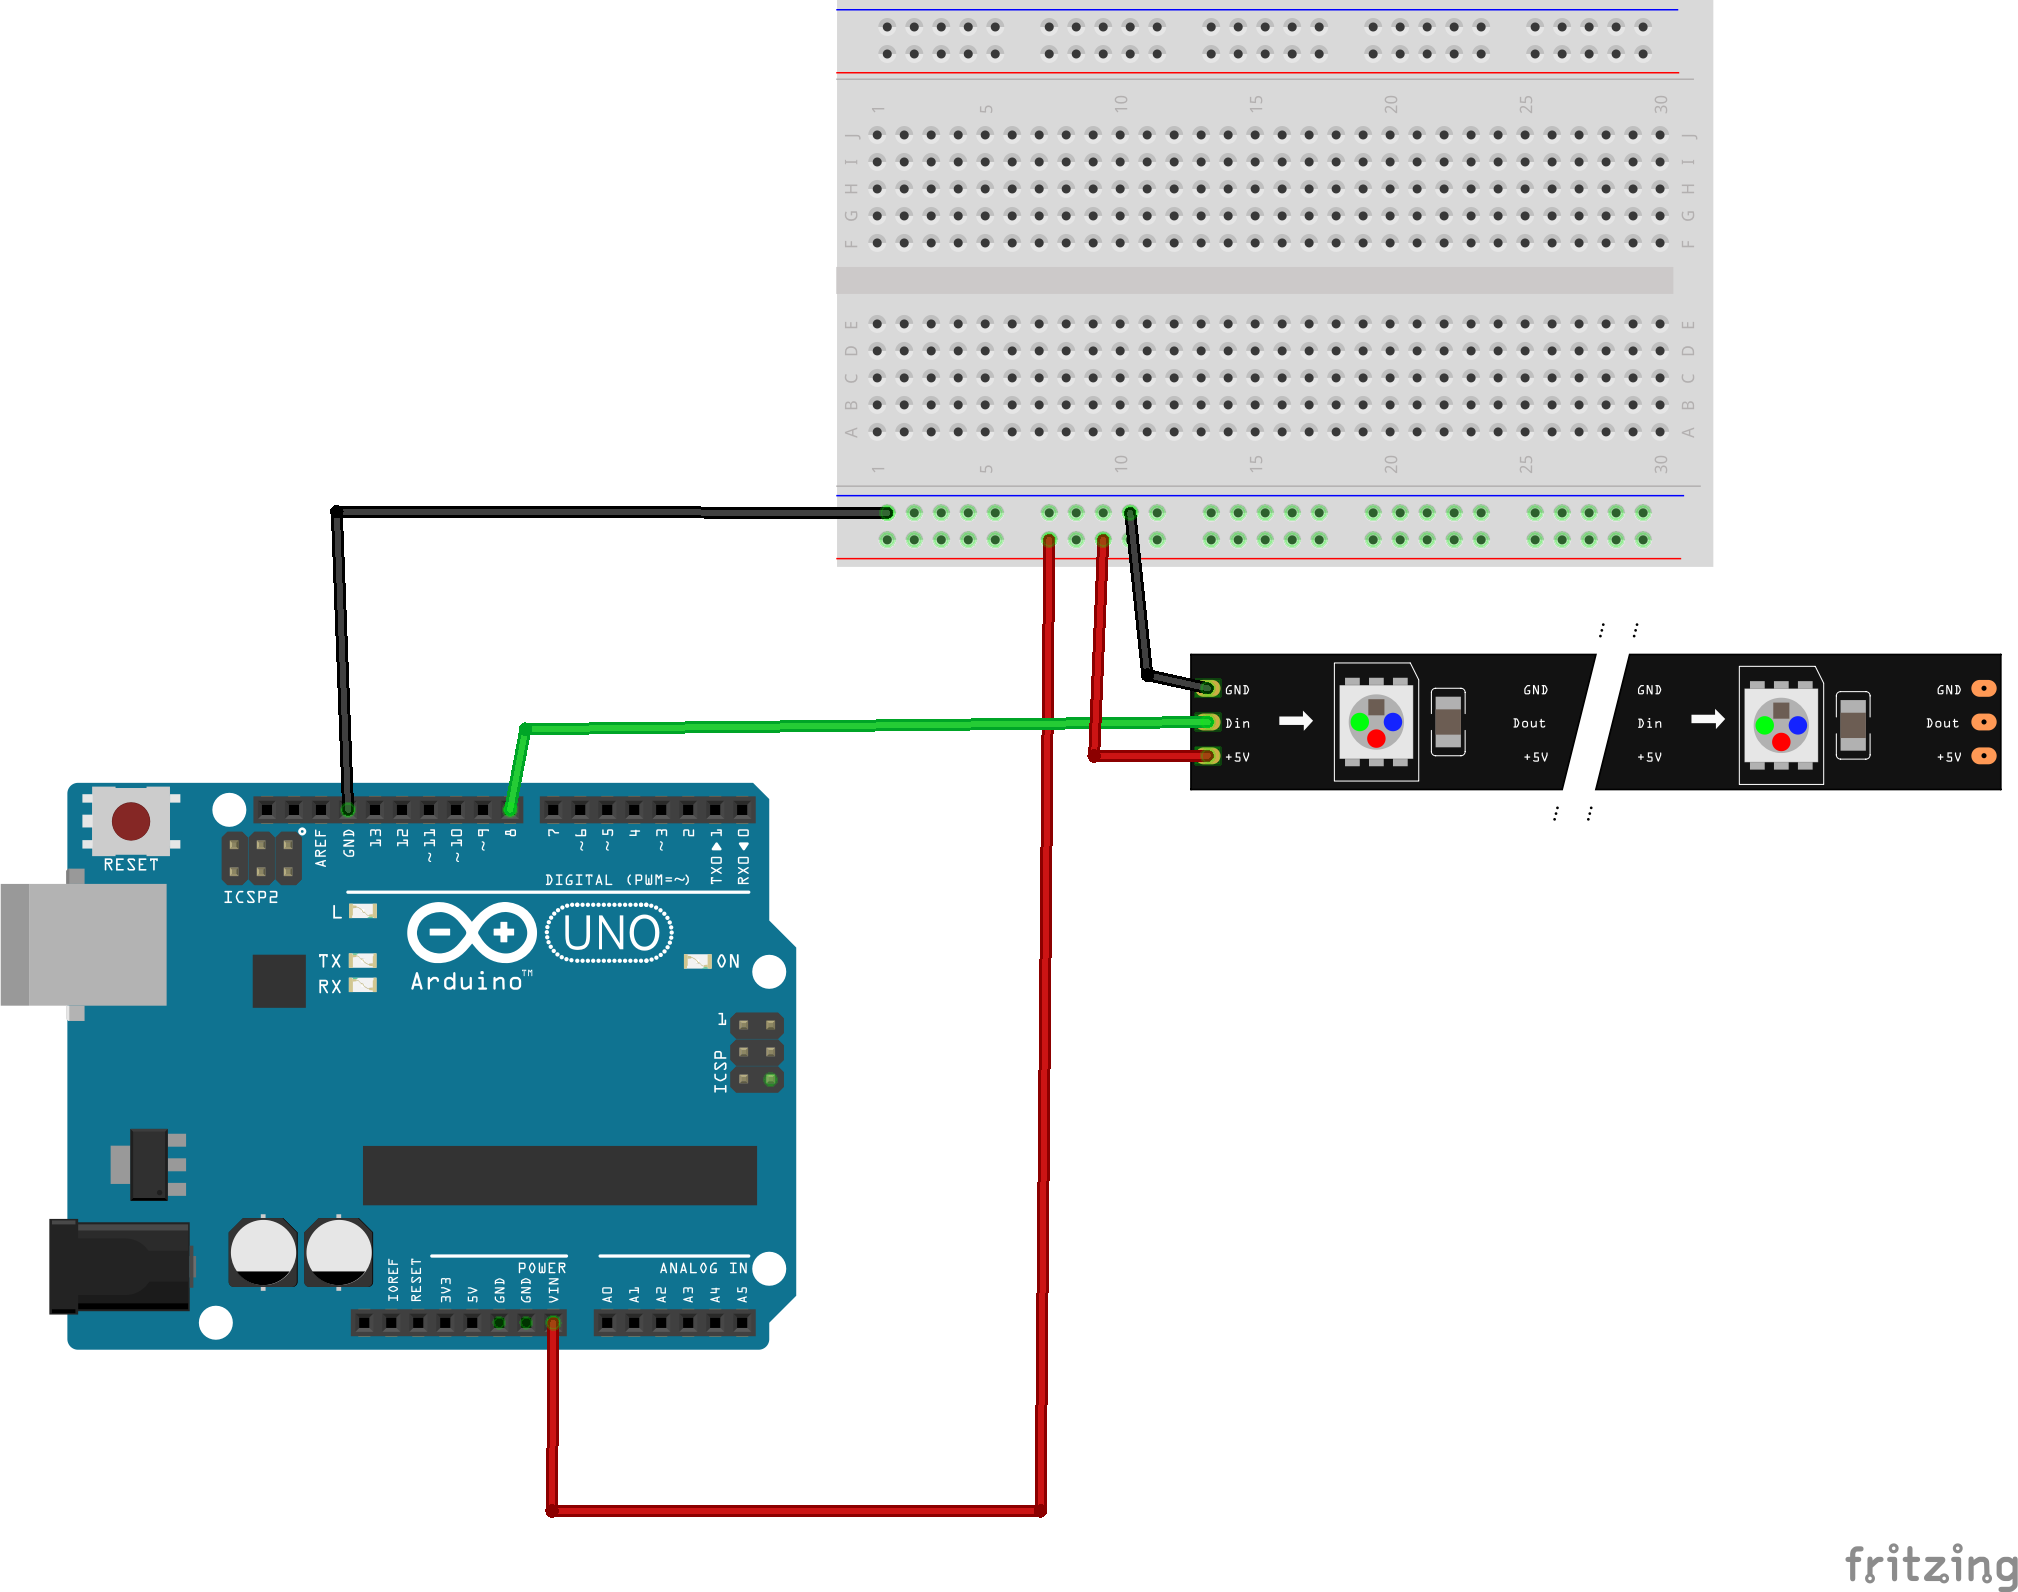 1 5 10 15 20 25 30
J J
I I
H H
G G
F F
E E
D D
C C
B B
A A
1 5 10 15 20 25 30
GND GND GND GND
Din Dout Din Dout
+5V +5V +5V +5V
RESET
ICSP2
AREF
GND
13
12
~11
~10
~9
8
7
~6
~5
4
~3
2
TX0▶1
RX0◀0
DIGITAL (PWM=~)
L
TX
RX
UNO
Arduino™
ON
1
ICSP
IOREF
RESET
3V3
5V
GND
GND
VIN
POWER
ANALOG IN
A0
A1
A2
A3
A4
A5
fritzing